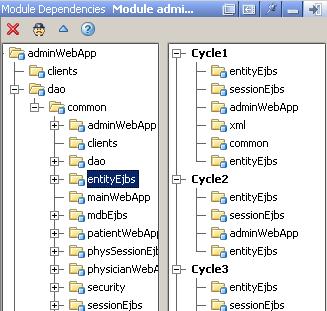 Module Dependencies Module admi...
adminWebApp
clients
dao
common
adminWebApp
clients
dao
entityEjbs
mainWebApp
mdbEjbs
patientWebApp
physSessionEj
physicianWebA
security
sessionEjbs
Cycle1
entityEjbs
sessionEjbs
adminWebApp
xml
common
entityEjbs
Cycle2
entityEjbs
sessionEjbs
adminWebApp
entityEjbs
Cycle3
entityEjbs
sessionEjbs